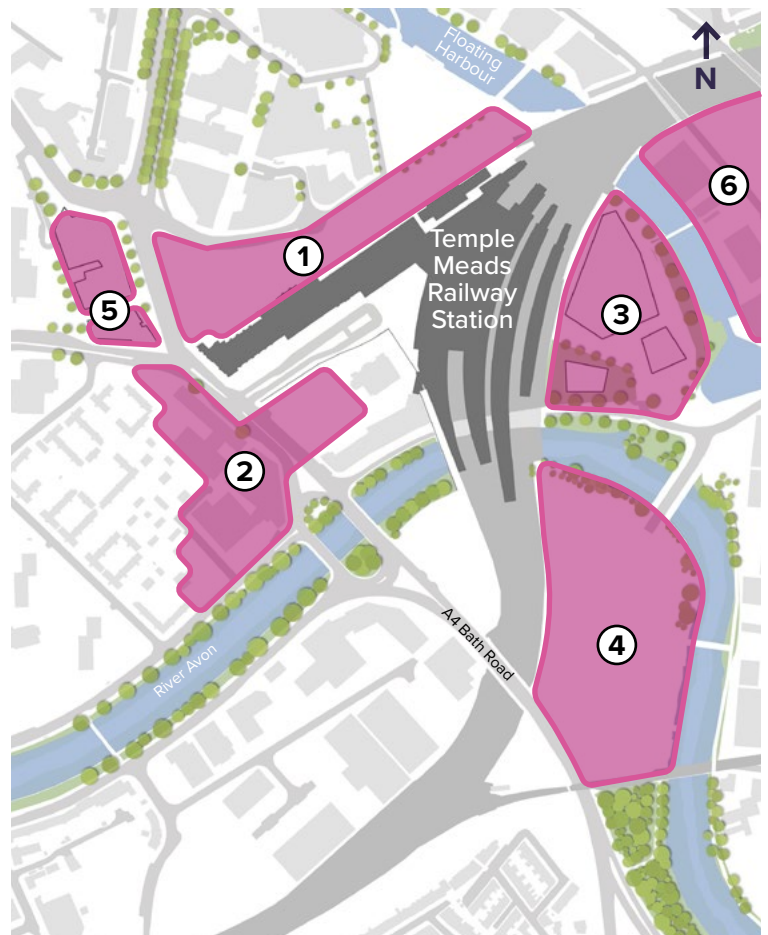 Floating
Harbour
N
6
1
Temple
Meads
Railway
Station
5
3
2
4
A4 Bath Road
River Avon